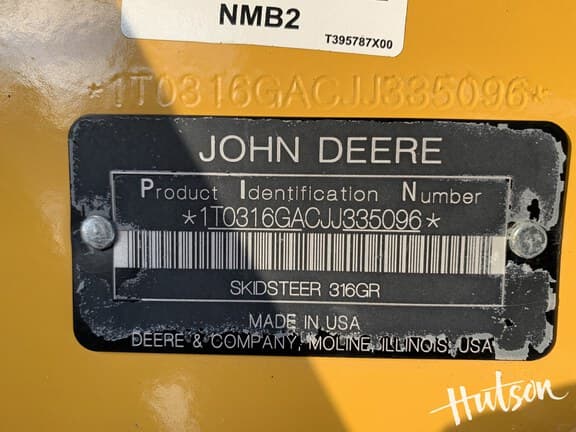 NMB2
T395787X00
*1T0316GACJJ335096*
JOHN DEERE
Product Identification Number
*1T0316GACJJ335096*
SKIDSTEER 316GR
MADE IN USA
DEERE & COMPANY, MOLINE, ILLINOIS, USA
Hutson